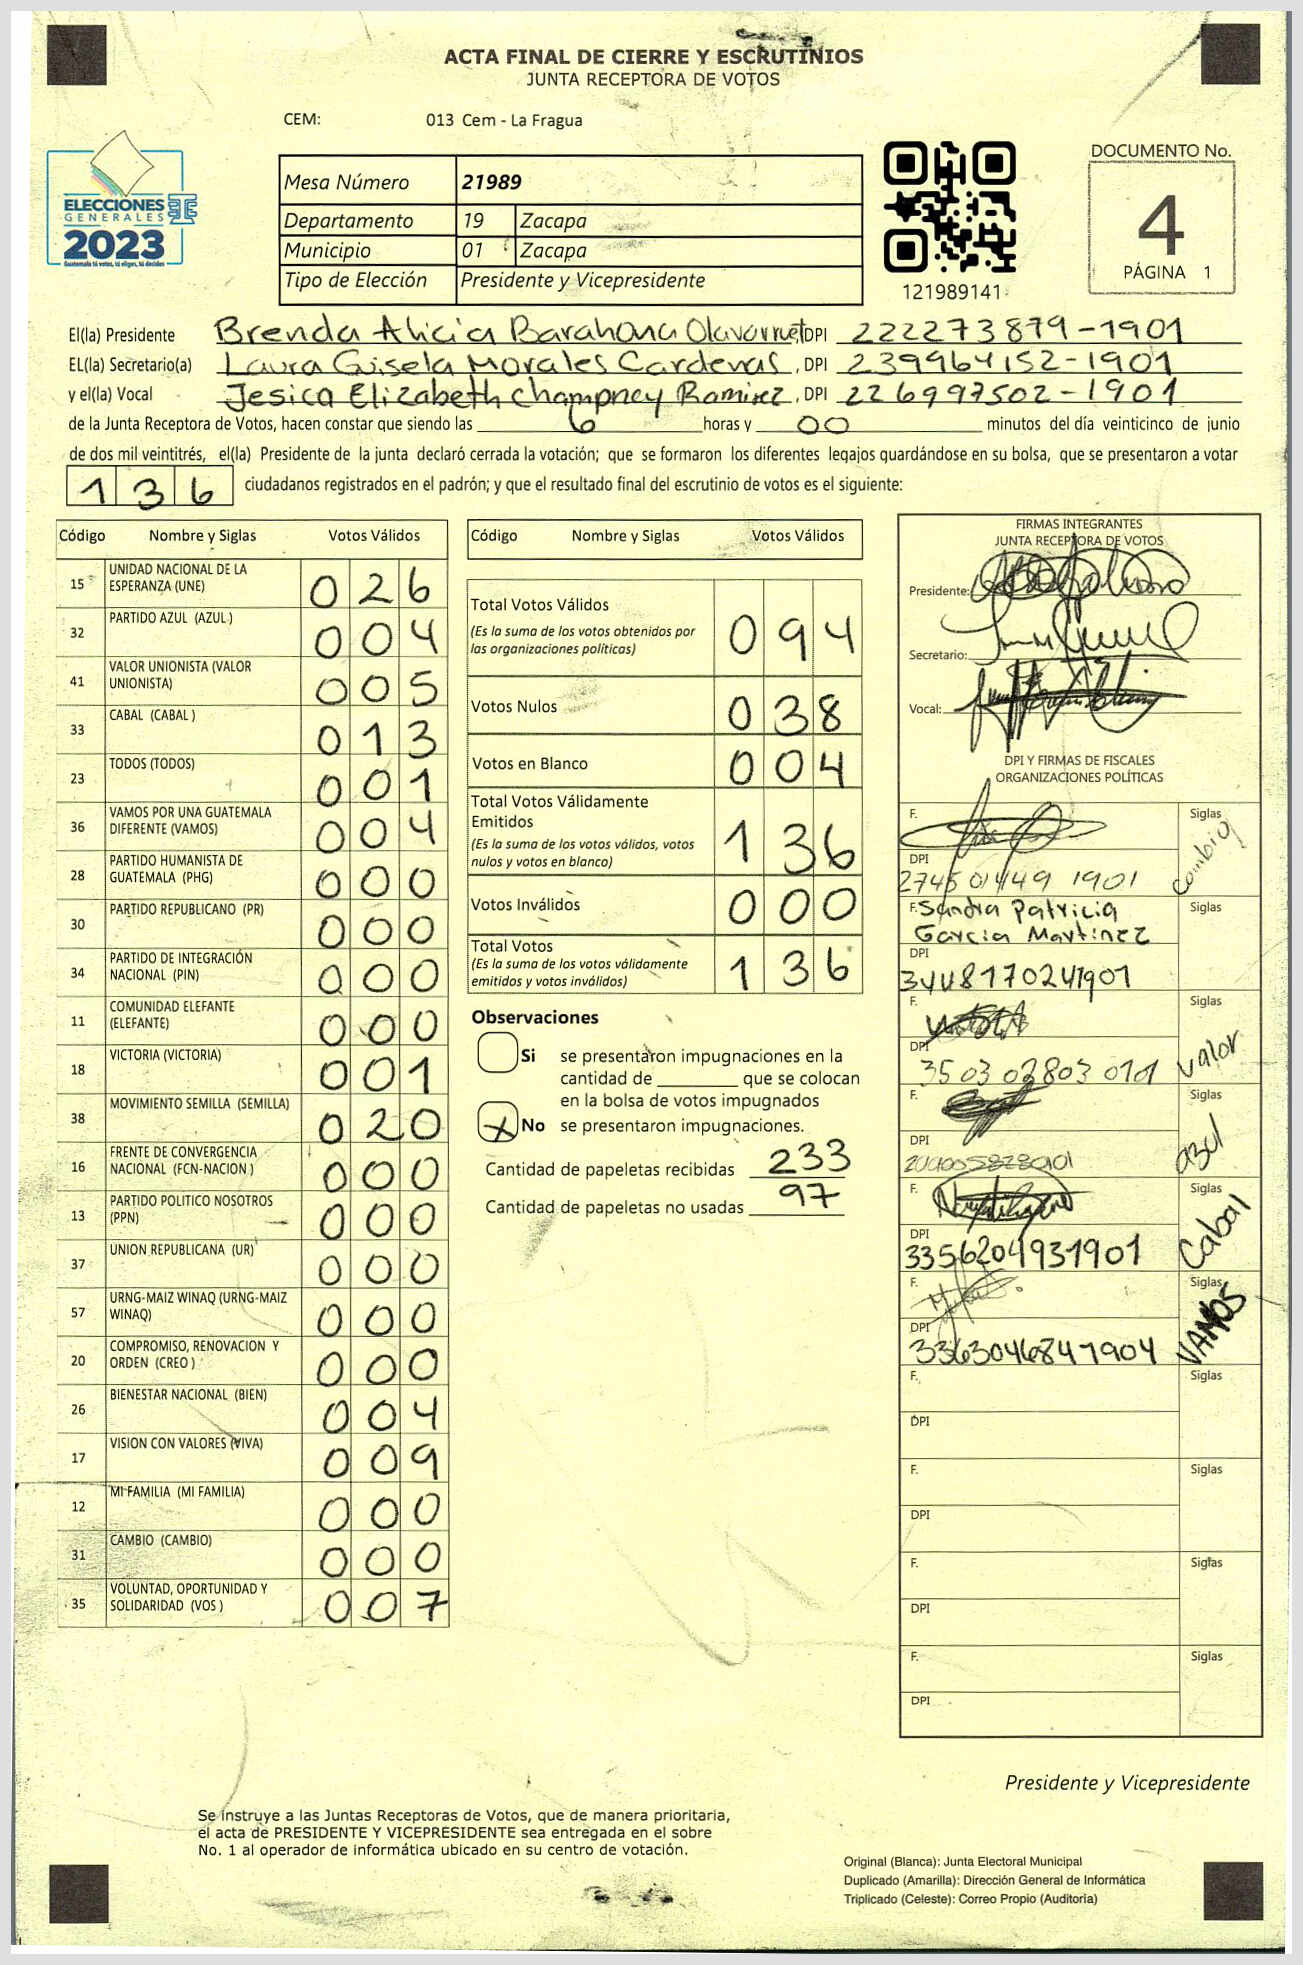 ACTA FINAL DE CIERRE Y ESCRUTINIOS
JUNTA RECEPTORA DE VOTOS
CEM: 013 Cem - La Fragua
ELECCIONES
GENERALES
2023
Guatemala tú votas, tú eliges, tú decides
Mesa Número 21989
Departamento 19 Zacapa
Municipio 01 Zacapa
Tipo de Elección Presidente y Vicepresidente
121989141
DOCUMENTO No.
4
PÁGINA 1
El(la) Presidente Brenda Alicia Barahona DPI 222273879-1901
EL(la) Secretario(a) Laura Gisela Morales Cardenas, DPI 239964152-1901
y el(la) Vocal Jesica Elizabeth Champney Ramirez, DPI 226997502-1901
de la Junta Receptora de Votos, hacen constar que siendo las 6 horas y 00 minutos del día veinticinco de junio
de dos mil veintitrés, el(la) Presidente de la junta declaró cerrada la votación; que se formaron los diferentes legajos guardándose en su bolsa, que se presentaron a votar
136 ciudadanos registrados en el padrón; y que el resultado final del escrutinio de votos es el siguiente:
Código Nombre y Siglas Votos Válidos
15 UNIDAD NACIONAL DE LA
ESPERANZA (UNE) 026
32 PARTIDO AZUL (AZUL ) 004
41 VALOR UNIONISTA (VALOR
UNIONISTA) 005
33 CABAL (CABAL ) 013
23 TODOS (TODOS) 001
36 VAMOS POR UNA GUATEMALA
DIFERENTE (VAMOS) 004
28 PARTIDO HUMANISTA DE
GUATEMALA (PHG) 000
30 PARTIDO REPUBLICANO (PR) 000
34 PARTIDO DE INTEGRACIÓN
NACIONAL (PIN) 000
11 COMUNIDAD ELEFANTE
(ELEFANTE) 000
18 VICTORIA (VICTORIA) 001
38 MOVIMIENTO SEMILLA (SEMILLA) 020
16 FRENTE DE CONVERGENCIA
NACIONAL (FCN-NACION ) 000
13 PARTIDO POLITICO NOSOTROS
(PPN) 000
37 UNION REPUBLICANA (UR) 000
57 URNG-MAIZ WINAQ (URNG-MAIZ
WINAQ) 000
20 COMPROMISO, RENOVACION Y
ORDEN (CREO ) 000
26 BIENESTAR NACIONAL (BIEN) 004
17 VISION CON VALORES (VIVA) 009
12 MI FAMILIA (MI FAMILIA) 000
31 CAMBIO (CAMBIO) 000
35 VOLUNTAD, OPORTUNIDAD Y
SOLIDARIDAD (VOS ) 007
Código Nombre y Siglas Votos Válidos
Total Votos Válidos 094
(Es la suma de los votos obtenidos por
las organizaciones políticas)
Votos Nulos 038
Votos en Blanco 004
Total Votos Válidamente
Emitidos 136
(Es la suma de los votos válidos, votos
nulos y votos en blanco)
Votos Inválidos 000
Total Votos 136
(Es la suma de los votos válidamente
emitidos y votos inválidos)
Observaciones
Si se presentaron impugnaciones en la
cantidad de ________ que se colocan
en la bolsa de votos impugnados
X No se presentaron impugnaciones.
Cantidad de papeletas recibidas 233
Cantidad de papeletas no usadas 97
FIRMAS INTEGRANTES
JUNTA RECEPTORA DE VOTOS
Presidente:
Secretario:
Vocal:
DPI Y FIRMAS DE FISCALES
ORGANIZACIONES POLÍTICAS
F. Siglas
DPI
1901
F. Sandra Patricia Siglas
Garcia Martinez
DPI
3448170241901
F. Siglas Valor
DPI
3503 02803 0101
F. Siglas azul
DPI
F. Siglas Cabal
DPI
3356204931901
F. Siglas VAMOS
DPI
3363046841904
F. Siglas
DPI
F. Siglas
DPI
F. Siglas
DPI
F. Siglas
DPI
Presidente y Vicepresidente
Se instruye a las Juntas Receptoras de Votos, que de manera prioritaria,
el acta de PRESIDENTE Y VICEPRESIDENTE sea entregada en el sobre
No. 1 al operador de informática ubicado en su centro de votación.
Original (Blanca): Junta Electoral Municipal
Duplicado (Amarilla): Dirección General de Informática
Triplicado (Celeste): Correo Propio (Auditoría)